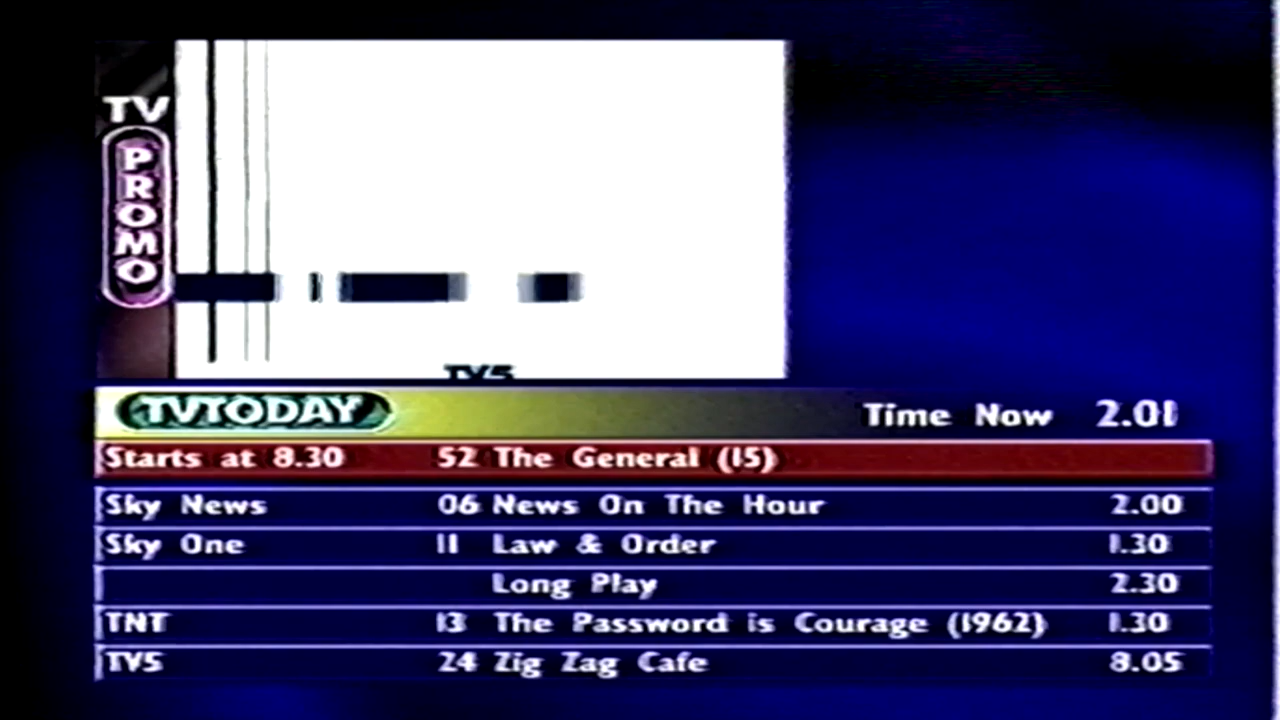 TV
PROMO
TV5
TVTODAY Time Now 2.01
Starts at 8.30 52 The General (15)
Sky News 06 News On The Hour 2.00
Sky One 11 Law & Order 1.30
Long Play 2.30
TNT 13 The Password is Courage (1962) 1.30
TV5 24 Zig Zag Cafe 8.05